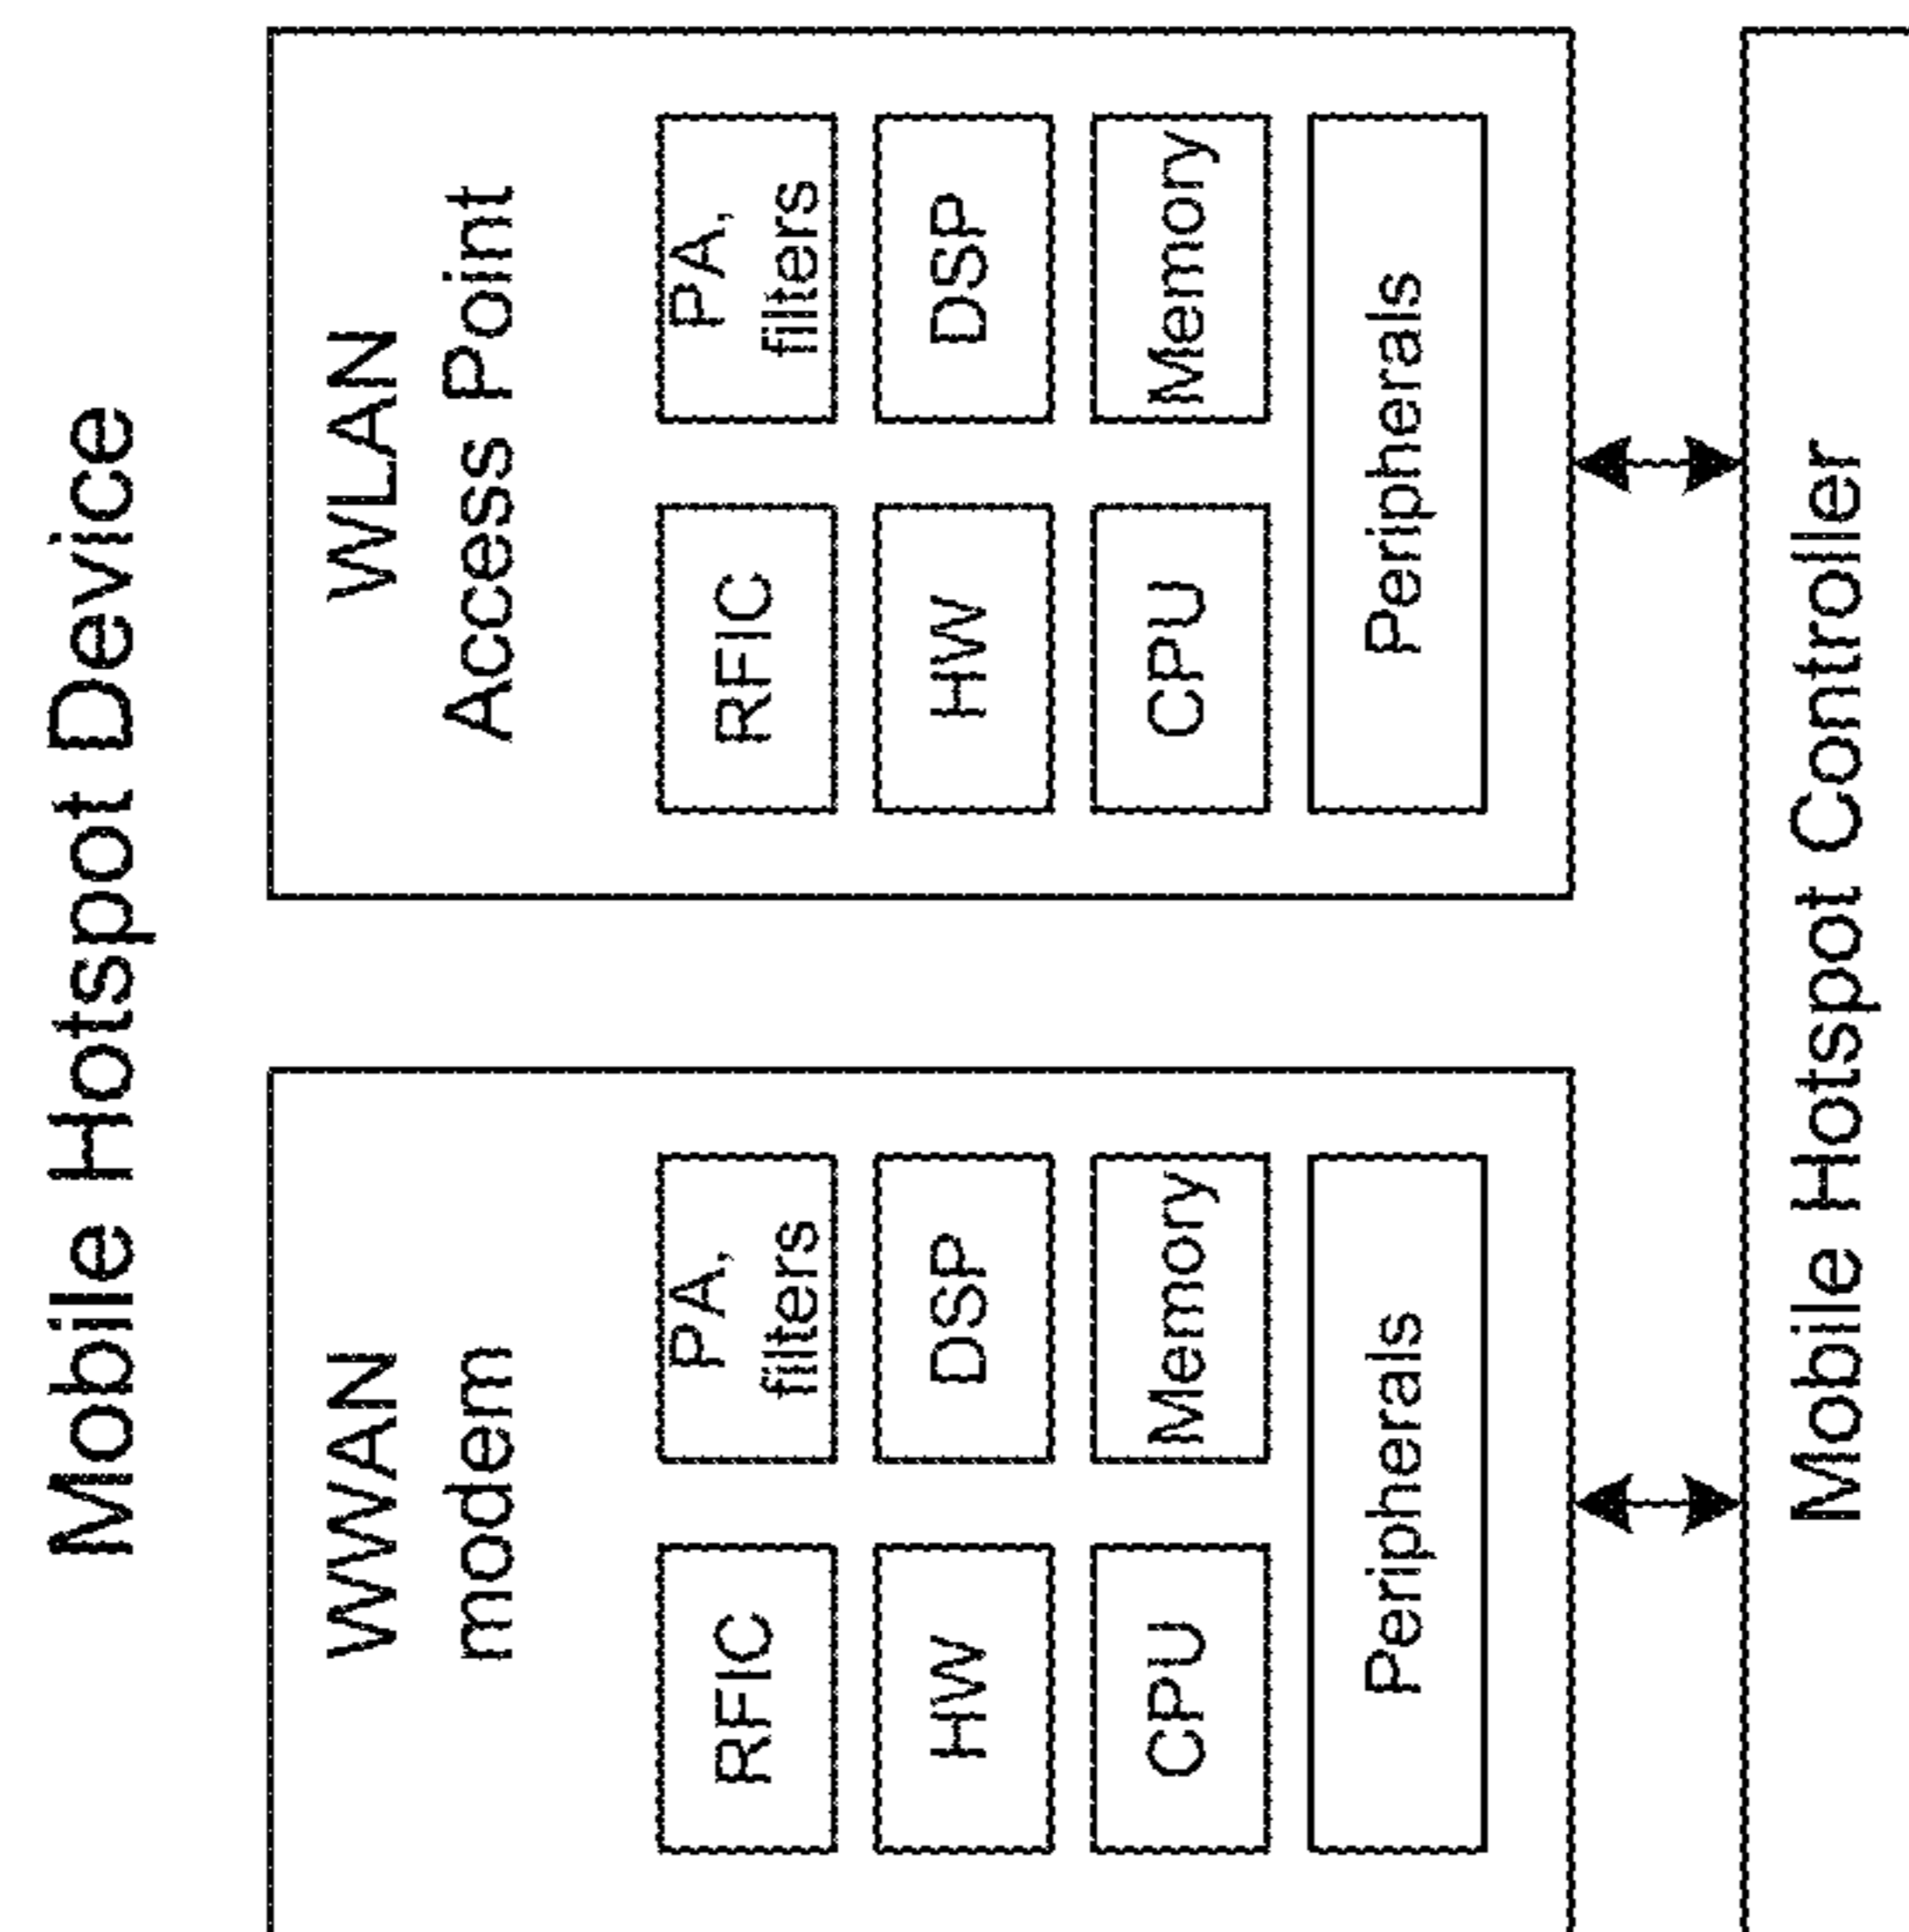 Mobile Hotspot Device
WWAN
modem
RFIC
PA,
filters
HW
DSP
CPU
Memory
Peripherals
WLAN
Access Point
RFIC
PA,
filters
HW
DSP
CPU
Memory
Peripherals
Mobile Hotspot Controller